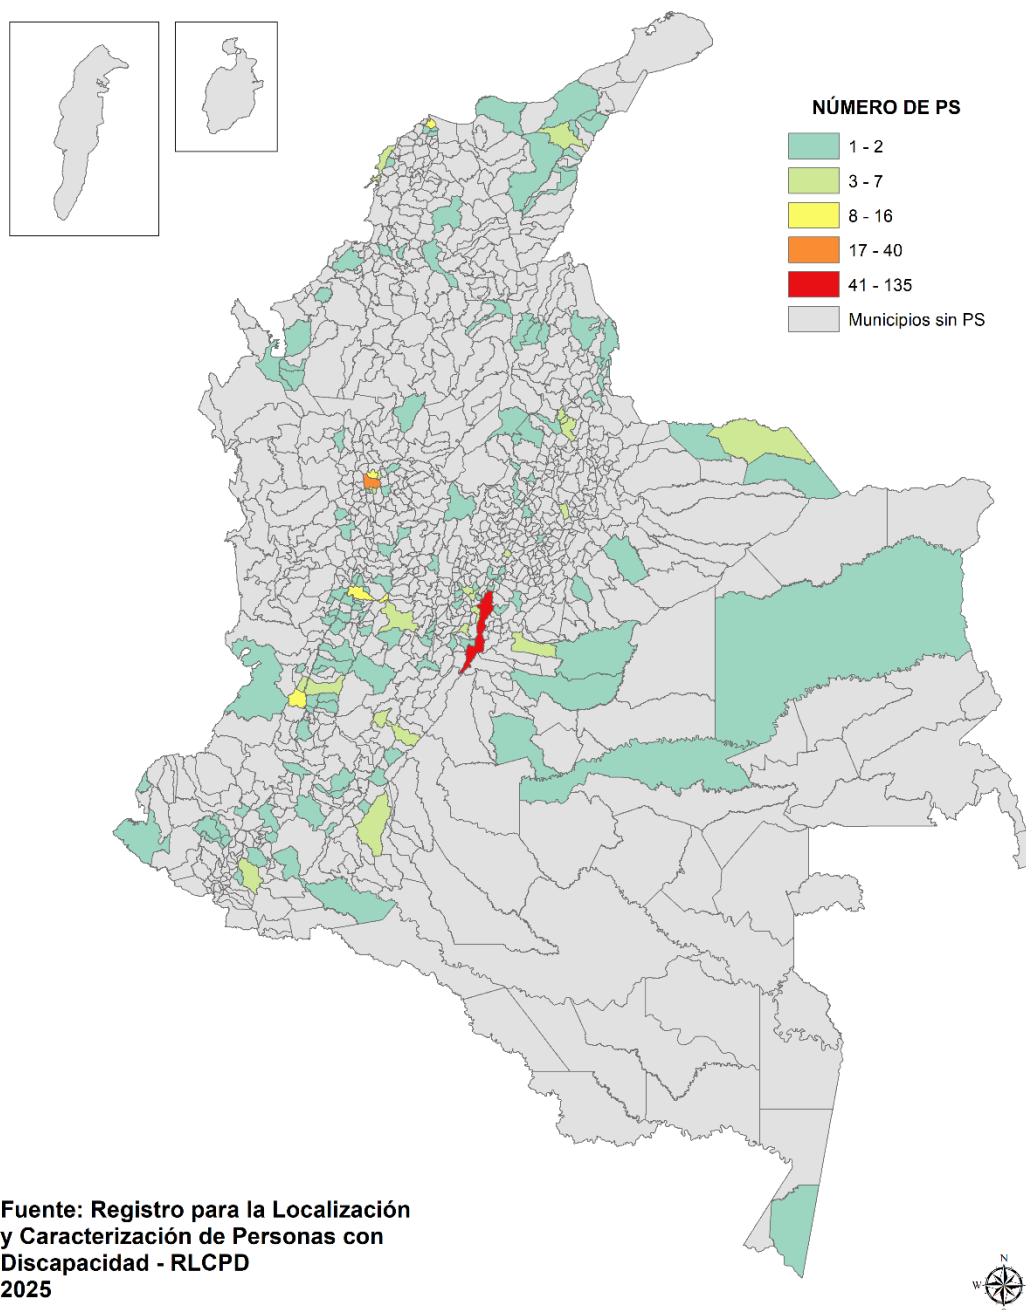 NÚMERO DE PS
1 - 2
3 - 7
8 - 16
17 - 40
41 - 135
Municipios sin PS
Fuente: Registro para la Localización
y Caracterización de Personas con
Discapacidad - RLCPD
2025
N
W